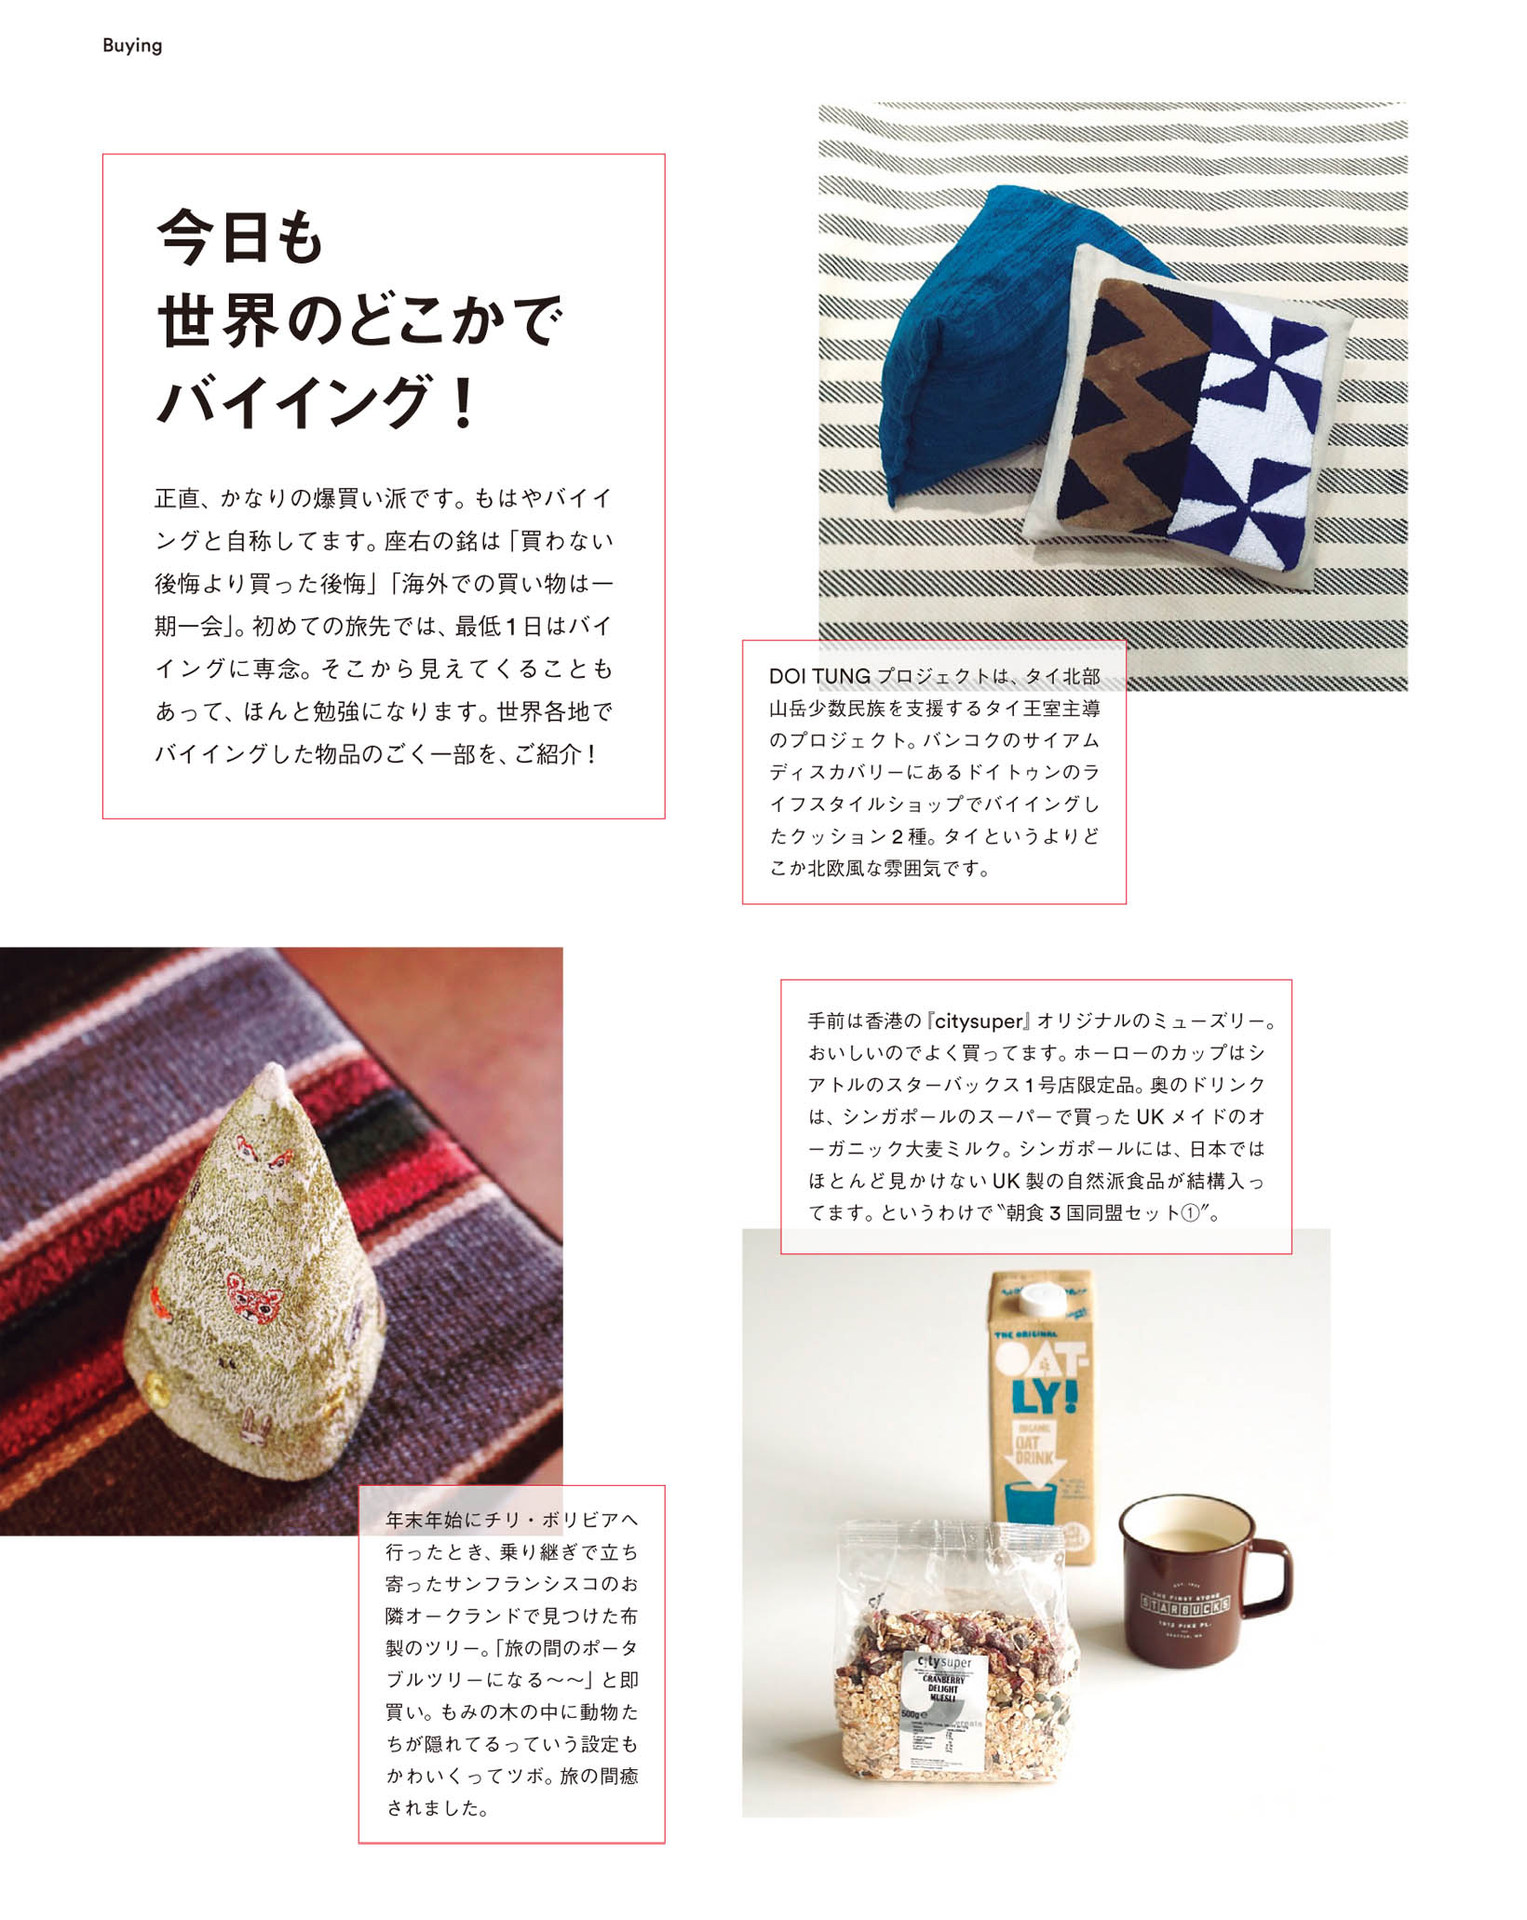 Buying
今日も
世界のどこかで
バイイング！
正直、かなりの爆買い派です。もはやバイイ
ングと自称してます。座右の銘は「買わない
後悔より買った後悔」「海外での買い物は一
期一会」。初めての旅先では、最低1日はバイ
イングに専念。そこから見えてくることも
あって、ほんと勉強になります。世界各地で
バイイングした物品のごく一部を、ご紹介！
DOI TUNG プロジェクトは、タイ北部
山岳少数民族を支援するタイ王室主導
のプロジェクト。バンコクのサイアム
ディスカバリーにあるドイトゥンのラ
イフスタイルショップでバイイングし
たクッション2種。タイというよりど
こか北欧風な雰囲気です。
手前は香港の『citysuper』オリジナルのミューズリー。
おいしいのでよく買ってます。ホーローのカップはシ
アトルのスターバックス1号店限定品。奥のドリンク
は、シンガポールのスーパーで買ったUKメイドのオ
ーガニック大麦ミルク。シンガポールには、日本では
ほとんど見かけないUK製の自然派食品が結構入っ
てます。というわけで〝朝食3国同盟セット①〞。
THE ORIGINAL
OAT-
LY!
ORGANIC
OAT
DRINK
THE FIRST STORE
STARBUCKS
1912 PIKE PL.
citysuper
CRANBERRY
DELIGHT
MUESLI
500g
年末年始にチリ・ボリビアへ
行ったとき、乗り継ぎで立ち
寄ったサンフランシスコのお
隣オークランドで見つけた布
製のツリー。「旅の間のポータ
ブルツリーになる〜〜」と即
買い。もみの木の中に動物た
ちが隠れてるっていう設定も
かわいくってツボ。旅の間癒
されました。